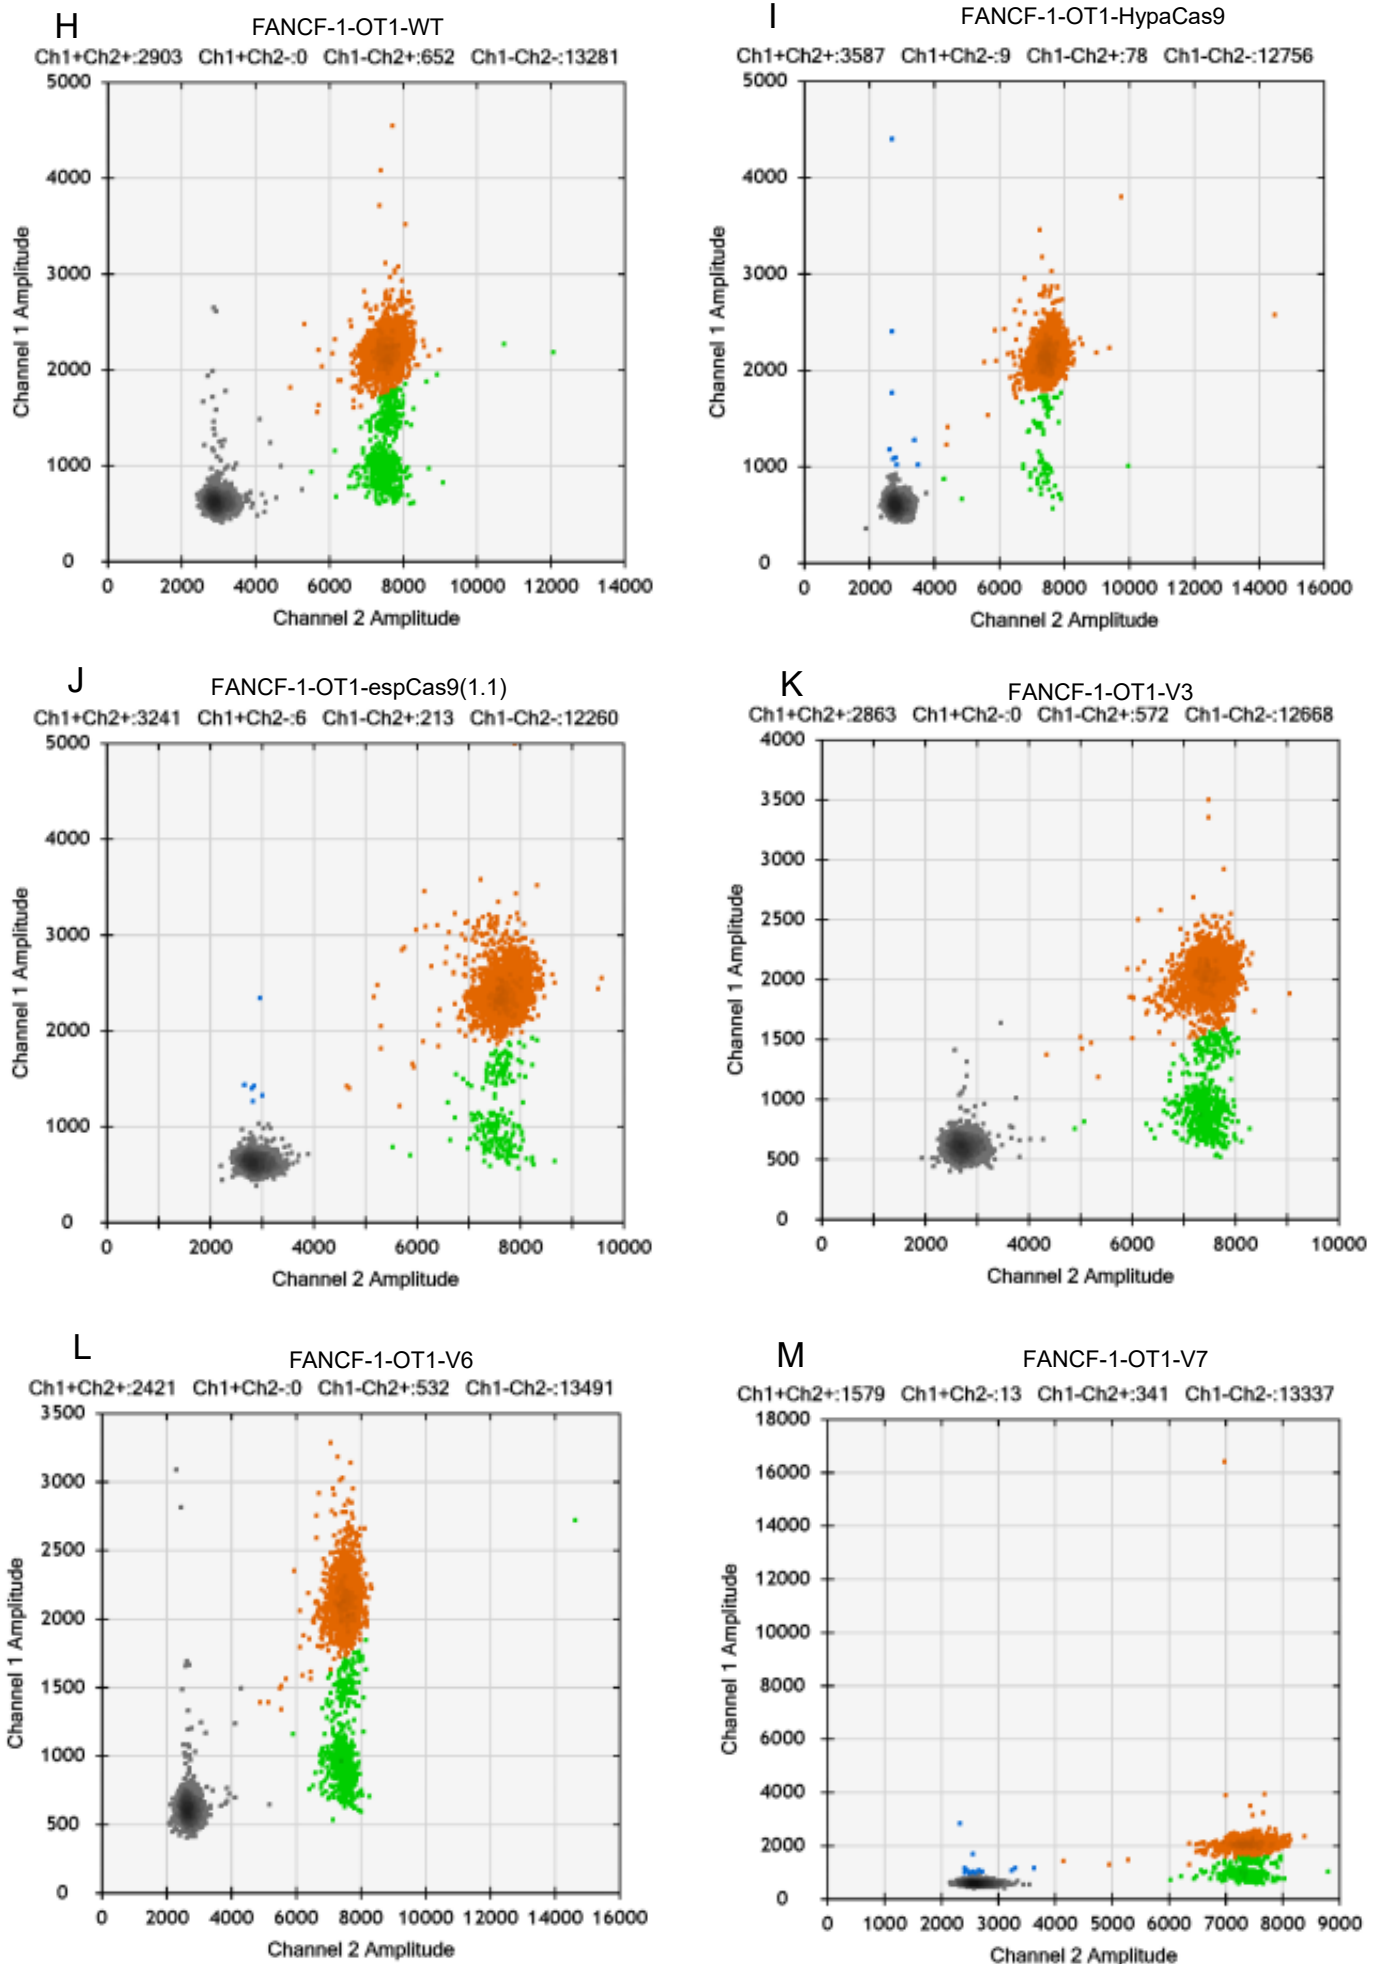 H
FANCF-1-OT1-WT
Ch1+Ch2+:2903 Ch1+Ch2-:0 Ch1-Ch2+:652 Ch1-Ch2-:13281
5000
4000
3000
2000
1000
0
Channel 1 Amplitude
0 2000 4000 6000 8000 10000 12000 14000
Channel 2 Amplitude
I
FANCF-1-OT1-HypaCas9
Ch1+Ch2+:3587 Ch1+Ch2-:9 Ch1-Ch2+:78 Ch1-Ch2-:12756
5000
4000
3000
2000
1000
0
Channel 1 Amplitude
0 2000 4000 6000 8000 10000 12000 14000 16000
Channel 2 Amplitude
J
FANCF-1-OT1-espCas9(1.1)
Ch1+Ch2+:3241 Ch1+Ch2-:6 Ch1-Ch2+:213 Ch1-Ch2-:12260
5000
4000
3000
2000
1000
0
Channel 1 Amplitude
0 2000 4000 6000 8000 10000
Channel 2 Amplitude
K
FANCF-1-OT1-V3
Ch1+Ch2+:2863 Ch1+Ch2-:0 Ch1-Ch2+:572 Ch1-Ch2-:12668
4000
3500
3000
2500
2000
1500
1000
500
0
Channel 1 Amplitude
0 2000 4000 6000 8000 10000
Channel 2 Amplitude
L
FANCF-1-OT1-V6
Ch1+Ch2+:2421 Ch1+Ch2-:0 Ch1-Ch2+:532 Ch1-Ch2-:13491
3500
3000
2500
2000
1500
1000
500
0
Channel 1 Amplitude
0 2000 4000 6000 8000 10000 12000 14000 16000
Channel 2 Amplitude
M
FANCF-1-OT1-V7
Ch1+Ch2+:1579 Ch1+Ch2-:13 Ch1-Ch2+:341 Ch1-Ch2-:13337
18000
16000
14000
12000
10000
8000
6000
4000
2000
0
Channel 1 Amplitude
0 1000 2000 3000 4000 5000 6000 7000 8000 9000
Channel 2 Amplitude